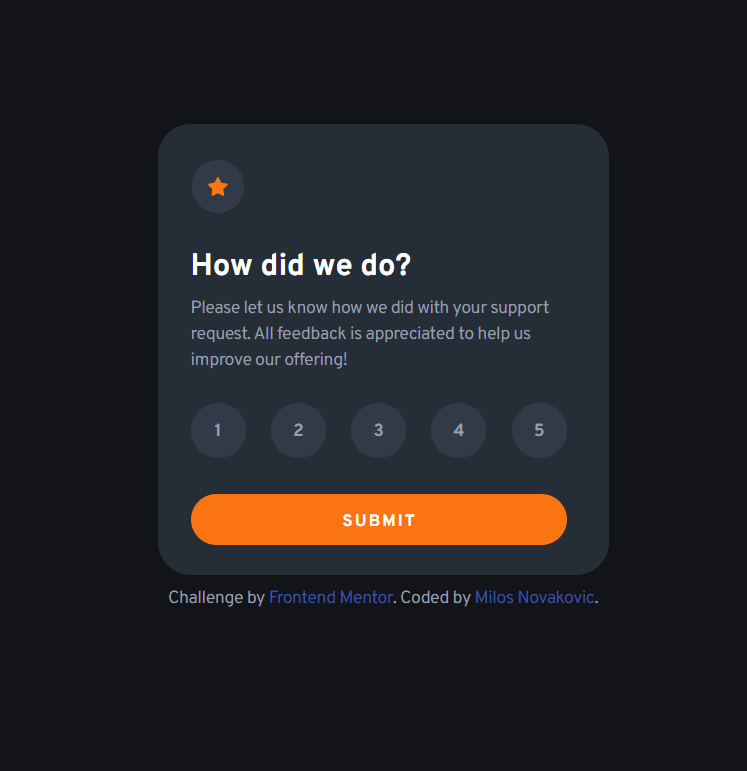 How did we do?
Please let us know how we did with your support
request. All feedback is appreciated to help us
improve our offering!
1 2 3 4 5
SUBMIT
Challenge by Frontend Mentor. Coded by Milos Novakovic.